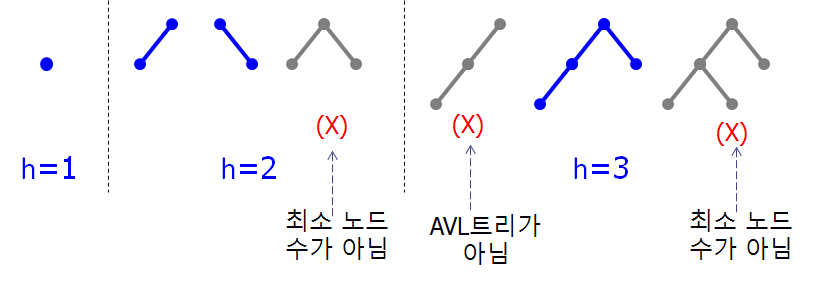 (X)
(X)
(X)
h=1
h=2
h=3
최소 노드
수가 아님
AVL트리가
아님
최소 노드
수가 아님